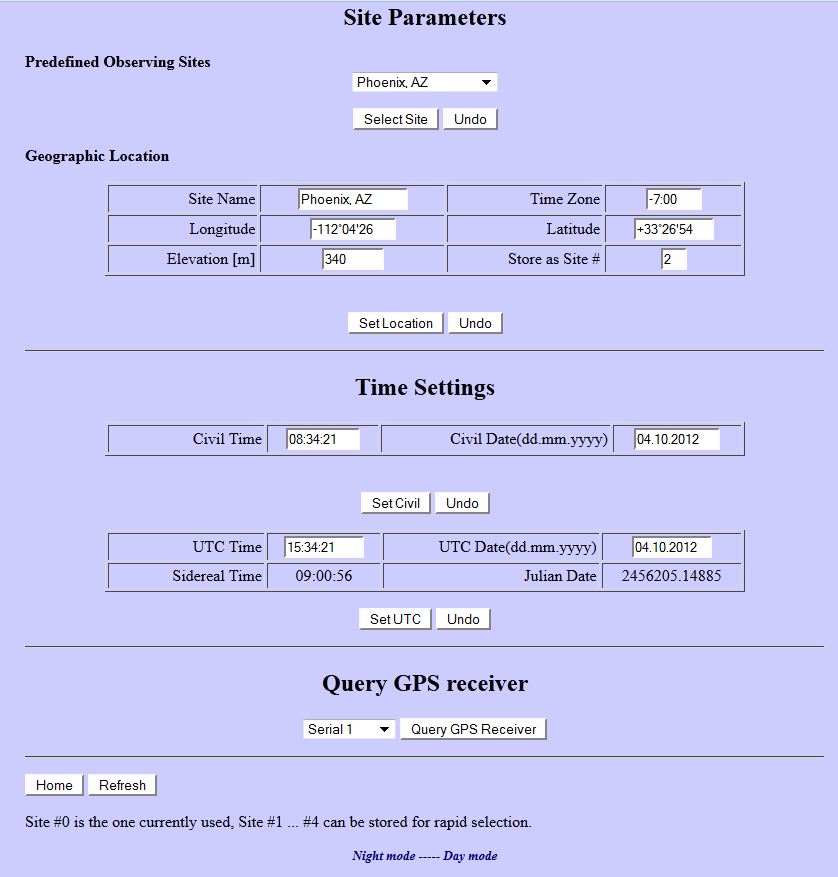 Site Parameters
Predefined Observing Sites
Phoenix, AZ
Select Site Undo
Geographic Location
Site Name Phoenix, AZ Time Zone -7:00
Longitude -112°04'26 Latitude +33°26'54
Elevation [m] 340 Store as Site # 2
Set Location Undo
Time Settings
Civil Time 08:34:21 Civil Date(dd.mm.yyyy) 04.10.2012
Set Civil Undo
UTC Time 15:34:21 UTC Date(dd.mm.yyyy) 04.10.2012
Sidereal Time 09:00:56 Julian Date 2456205.14885
Set UTC Undo
Query GPS receiver
Serial 1 Query GPS Receiver
Home Refresh
Site #0 is the one currently used, Site #1 ... #4 can be stored for rapid selection.
Night mode ----- Day mode